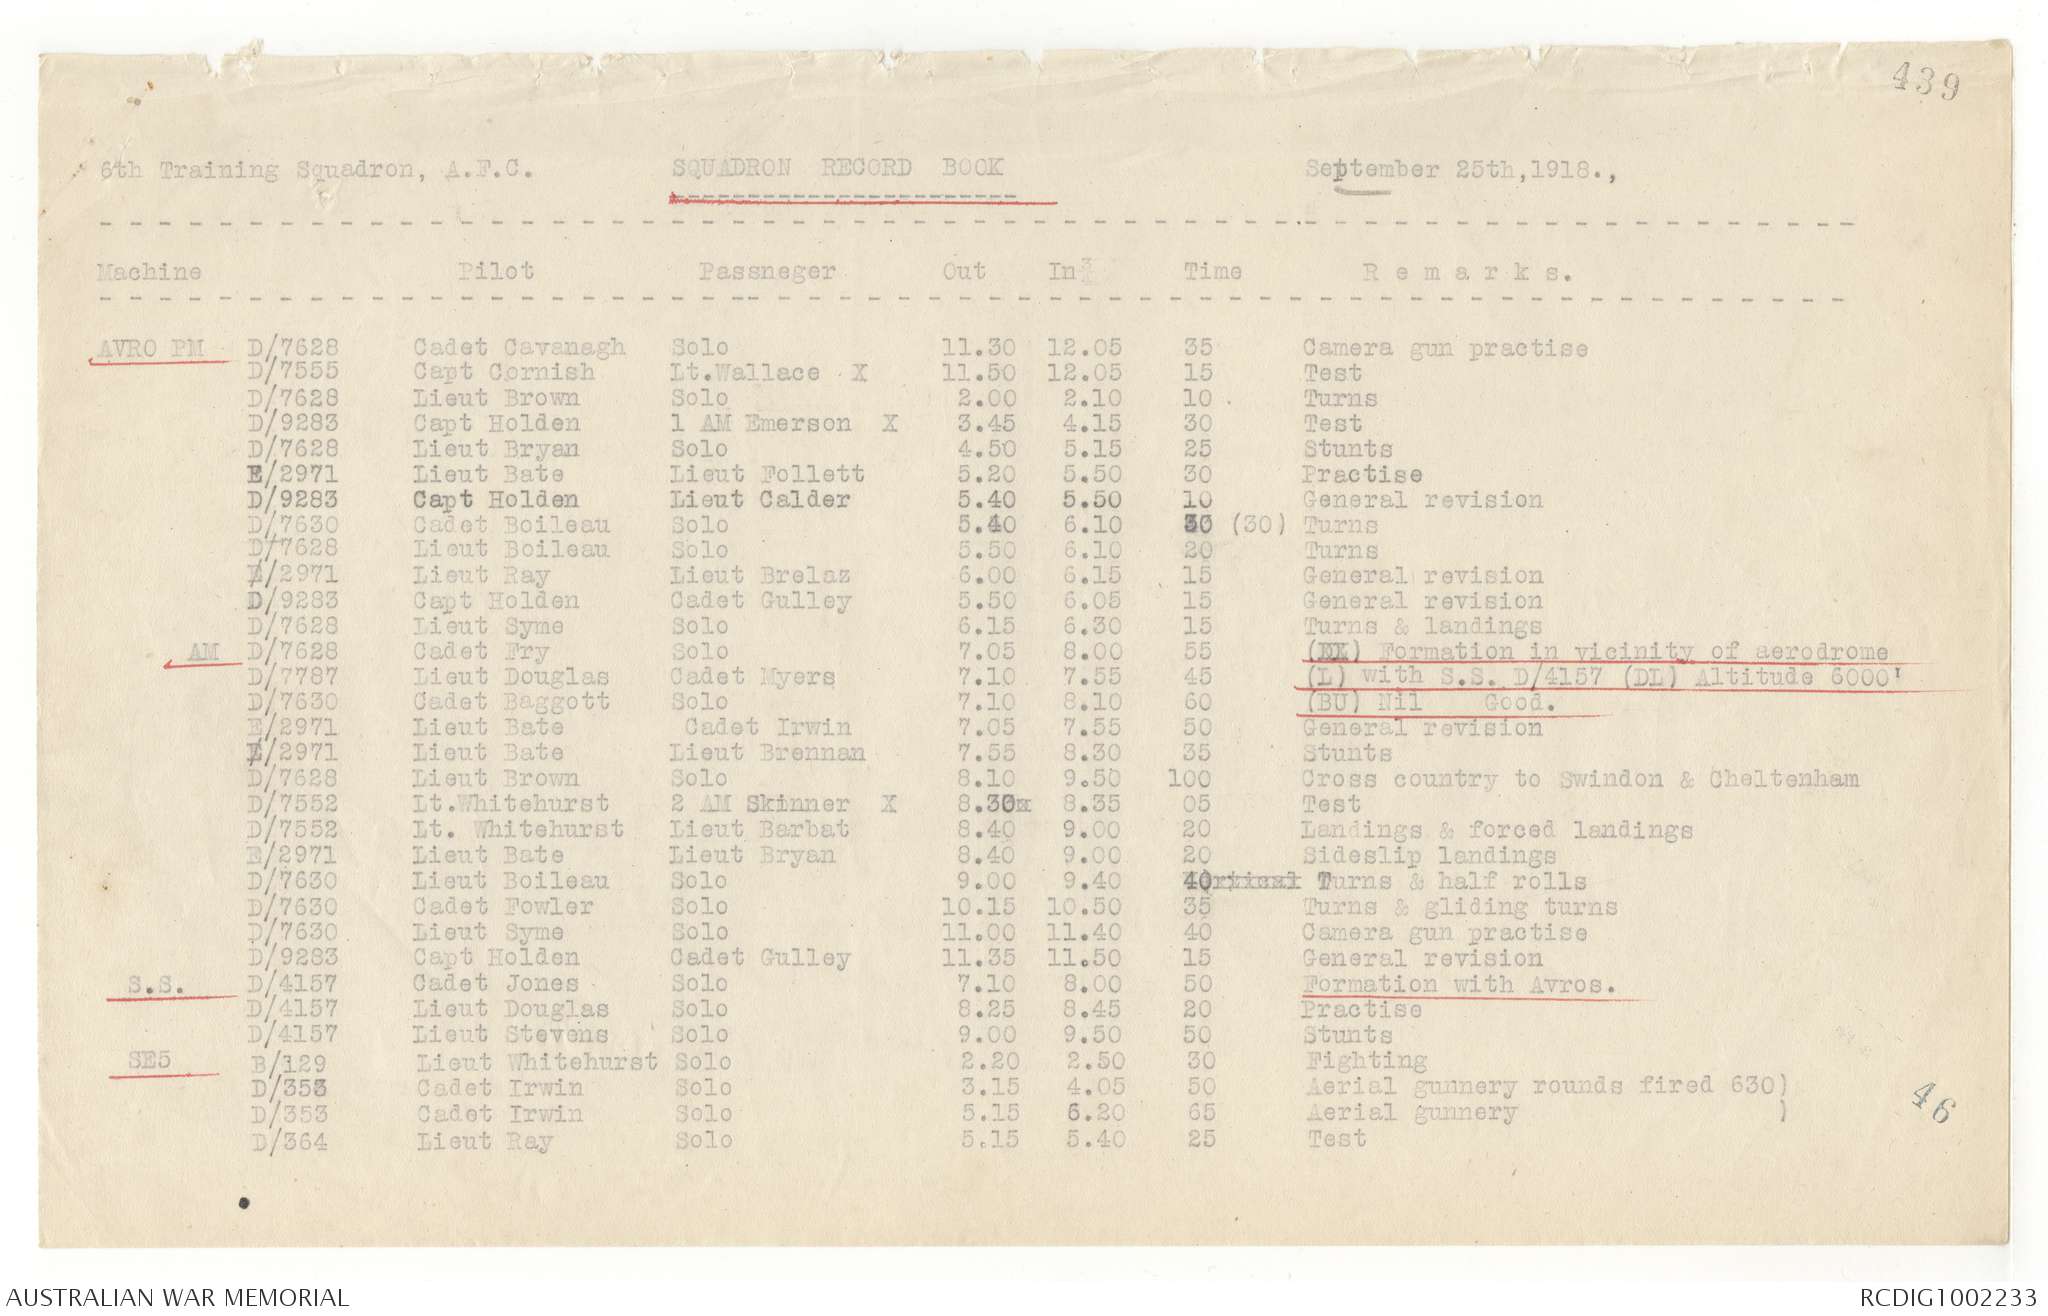 439
6th Training Squadron, A.F.C. SQUADRON RECORD BOOK September 25th,1918.,
Machine Pilot Passneger Out In Time Remarks.
AVRO PM D/7628 Cadet Cavanagh Solo 11.30 12.05 35 Camera gun practise
D/7555 Capt Cornish Lt.Wallace X 11.50 12.05 15 Test
D/7628 Lieut Brown Solo 2.00 2.10 10 Turns
D/9283 Capt Holden 1 AM Emerson X 3.45 4.15 30 Test
D/7628 Lieut Bryan Solo 4.50 5.15 25 Stunts
E/2971 Lieut Bate Lieut Follett 5.20 5.50 30 Practise
D/9283 Capt Holden Lieut Calder 5.40 5.50 10 General revision
D/7630 Cadet Boileau Solo 5.40 6.10 30 (30) Turns
D/7628 Lieut Boileau Solo 5.50 6.10 20 Turns
E/2971 Lieut Ray Lieut Brelaz 6.00 6.15 15 General revision
D/9283 Capt Holden Cadet Gulley 5.50 6.05 15 General revision
D/7628 Lieut Syme Solo 6.15 6.30 15 Turns & landings
AM D/7628 Cadet Fry Solo 7.05 8.00 55 Formation in vicinity of aerodrome
D/7787 Lieut Douglas Cadet Myers 7.10 7.55 45 (L) with S.S. D/4157 (DL) Altitude 6000'
D/7630 Cadet Baggott Solo 7.10 8.10 60 (BU) Nil Good.
E/2971 Lieut Bate Cadet Irwin 7.05 7.55 50 General revision
E/2971 Lieut Bate Lieut Brennan 7.55 8.30 35 Stunts
D/7628 Lieut Brown Solo 8.10 9.50 100 Cross country to Swindon & Cheltenham
D/7552 Lt.Whitehurst 2 AM Skinner X 8.30 8.35 05 Test
D/7552 Lt. Whitehurst Lieut Barbat 8.40 9.00 20 Landings & forced landings
E/2971 Lieut Bate Lieut Bryan 8.40 9.00 20 Sideslip landings
D/7630 Lieut Boileau Solo 9.00 9.40 40 Turns & half rolls
D/7630 Cadet Fowler Solo 10.15 10.50 35 Turns & gliding turns
D/7630 Lieut Syme Solo 11.00 11.40 40 Camera gun practise
D/9283 Capt Holden Cadet Gulley 11.35 11.50 15 General revision
S.S. D/4157 Cadet Jones Solo 7.10 8.00 50 Formation with Avros.
D/4157 Lieut Douglas Solo 8.25 8.45 20 Practise
D/4157 Lieut Stevens Solo 9.00 9.50 50 Stunts
SE5 B/129 Lieut Whitehurst Solo 2.20 2.50 30 Fighting
D/353 Cadet Irwin Solo 3.15 4.05 50 Aerial gunnery rounds fired 630)
D/353 Cadet Irwin Solo 5.15 6.20 65 Aerial gunnery )
D/364 Lieut Ray Solo 5.15 5.40 25 Test
46
AUSTRALIAN WAR MEMORIAL RCDIG1002233